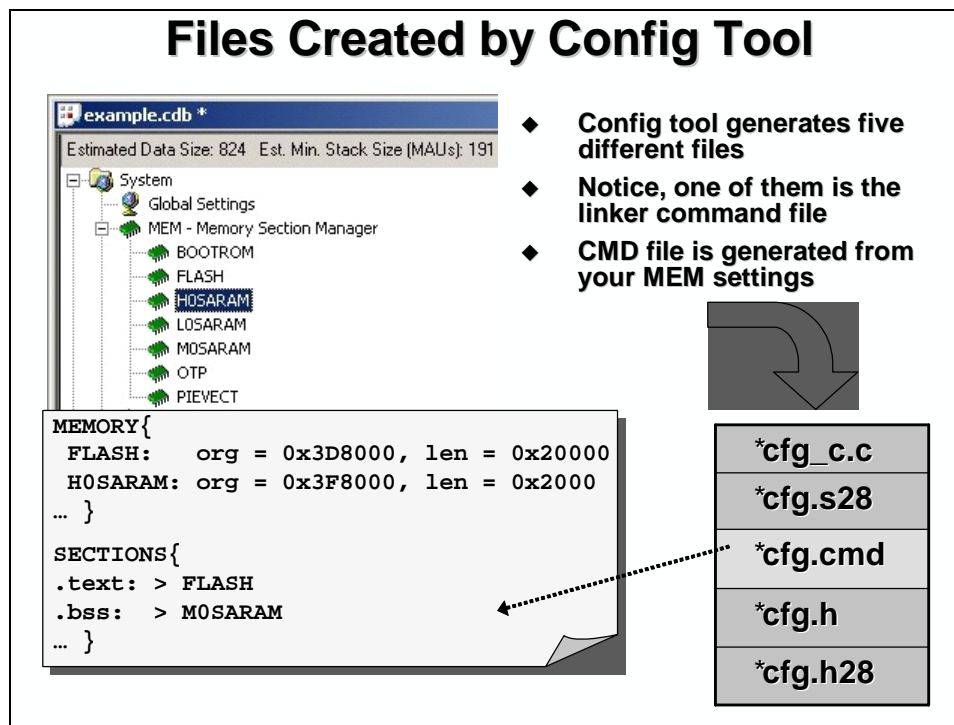 Files Created by Config Tool
example.cdb *
Estimated Data Size: 824 Est. Min. Stack Size (MAUs): 191
System
Global Settings
MEM - Memory Section Manager
BOOTROM
FLASH
H0SARAM
L0SARAM
M0SARAM
OTP
PIEVECT
◆ Config tool generates five
different files
◆ Notice, one of them is the
linker command file
◆ CMD file is generated from
your MEM settings
MEMORY{
FLASH: org = 0x3D8000, len = 0x20000
H0SARAM: org = 0x3F8000, len = 0x2000
… }
SECTIONS{
.text: > FLASH
.bss: > M0SARAM
… }
*cfg_c.c
*cfg.s28
*cfg.cmd
*cfg.h
*cfg.h28